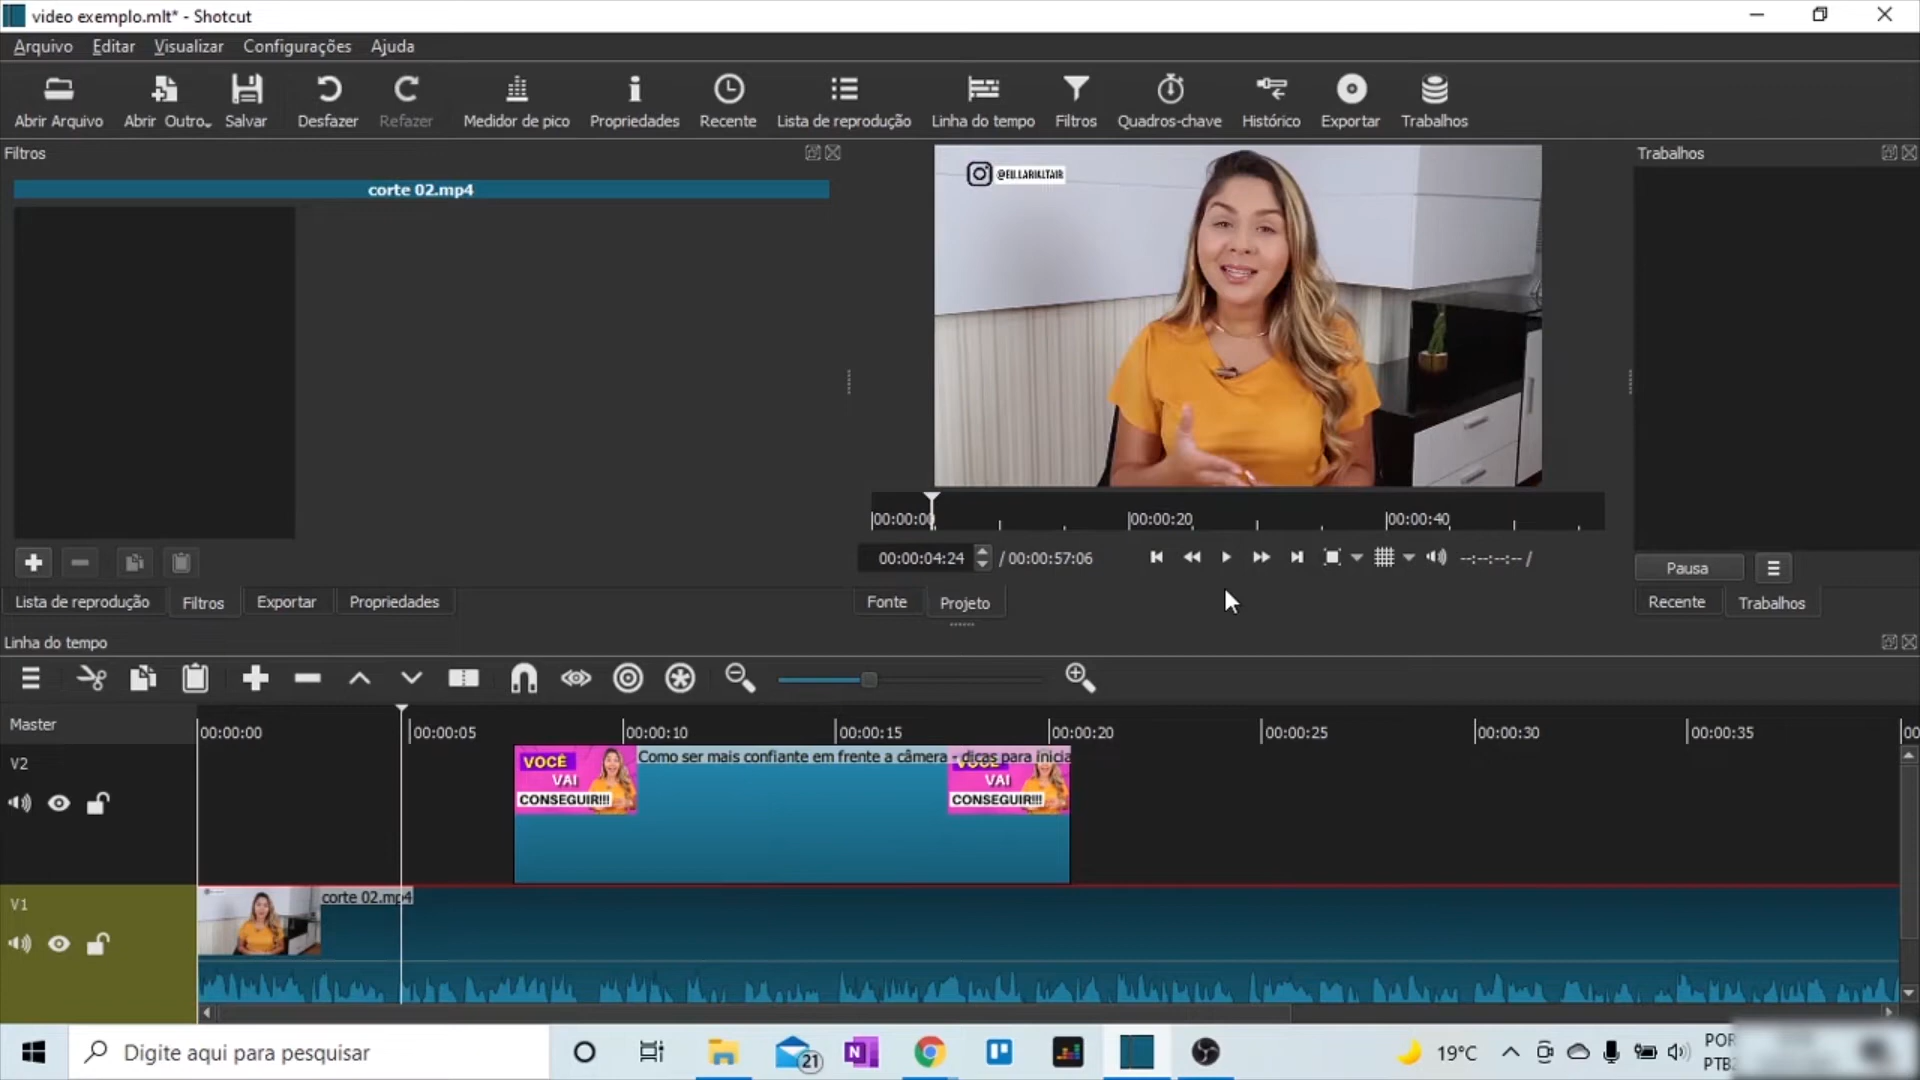 video exemplo.mlt* - Shotcut
Arquivo Editar Visualizar Configurações Ajuda
Abrir Arquivo Abrir Outro... Salvar Desfazer Refazer Medidor de pico Propriedades Recente Lista de reprodução Linha do tempo Filtros Quadros-chave Histórico Exportar Trabalhos
Filtros
Trabalhos
corte 02.mp4
00:00:00 00:00:20 00:00:40
00:00:04:24 / 00:00:57:06 --:--:--:-- /
Pausa
Lista de reprodução Filtros Exportar Propriedades
Fonte Projeto
Recente Trabalhos
Linha do tempo
Master
00:00:00 00:00:05 00:00:10 00:00:15 00:00:20 00:00:25 00:00:30 00:00:35 00
V2
VOCÊ
VAI
CONSEGUIR!!!
Como ser mais confiante em frente a câmera - dicas para inicia
VOCÊ
VAI
CONSEGUIR!!!
V1
corte 02.mp4
Digite aqui para pesquisar
21
19°C
POR